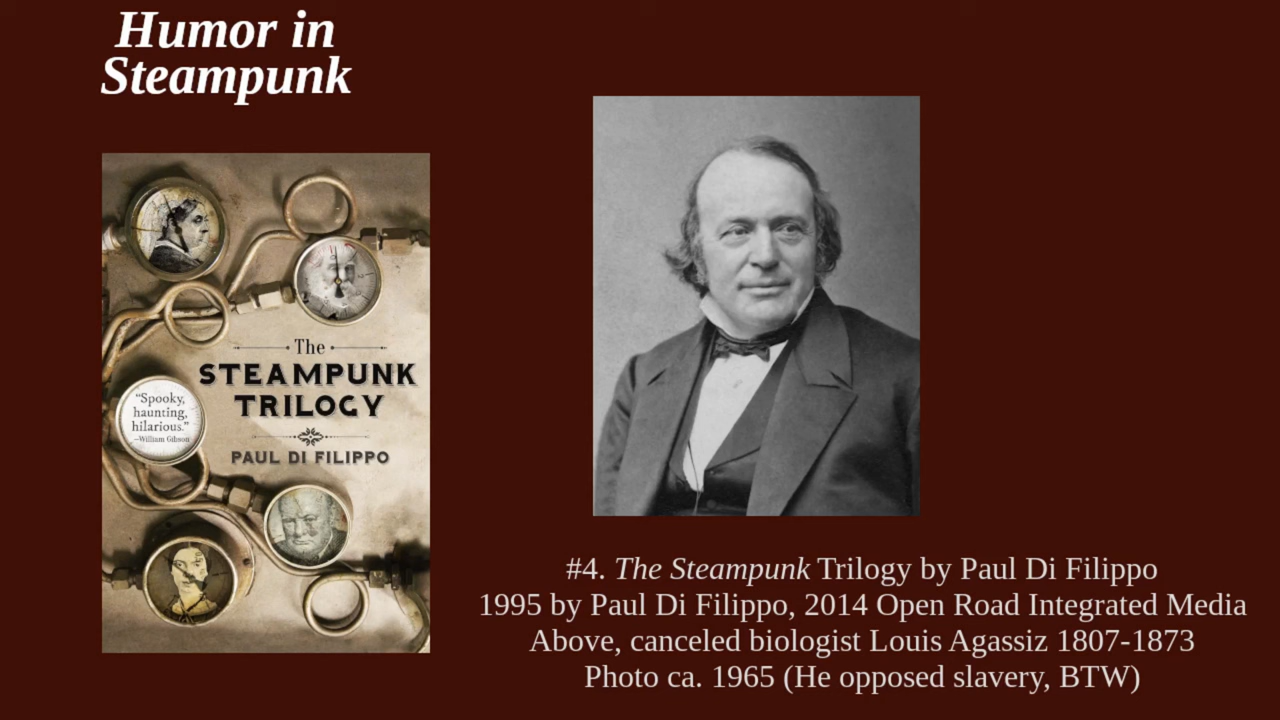 Humor in
Steampunk
The
STEAMPUNK
TRILOGY
PAUL DI FILIPPO
"Spooky,
haunting,
hilarious."
—William Gibson
#4. The Steampunk Trilogy by Paul Di Filippo
1995 by Paul Di Filippo, 2014 Open Road Integrated Media
Above, canceled biologist Louis Agassiz 1807-1873
Photo ca. 1965 (He opposed slavery, BTW)